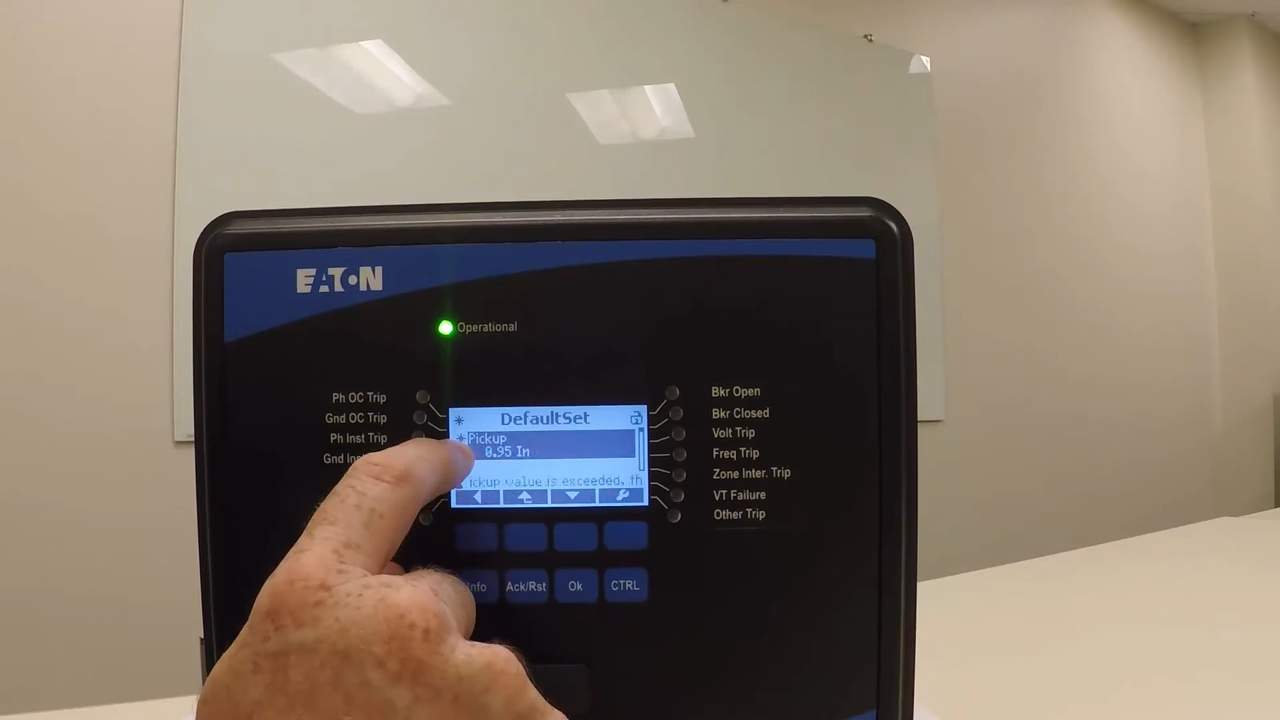 EATON
Operational
Ph OC Trip
Gnd OC Trip
Ph Inst Trip
DefaultSet
Pickup
0.95 In
value is exceeded, th
Bkr Open
Bkr Closed
Volt Trip
Freq Trip
Zone Inter. Trip
VT Failure
Other Trip
Info
Ack/Rst
Ok
CTRL